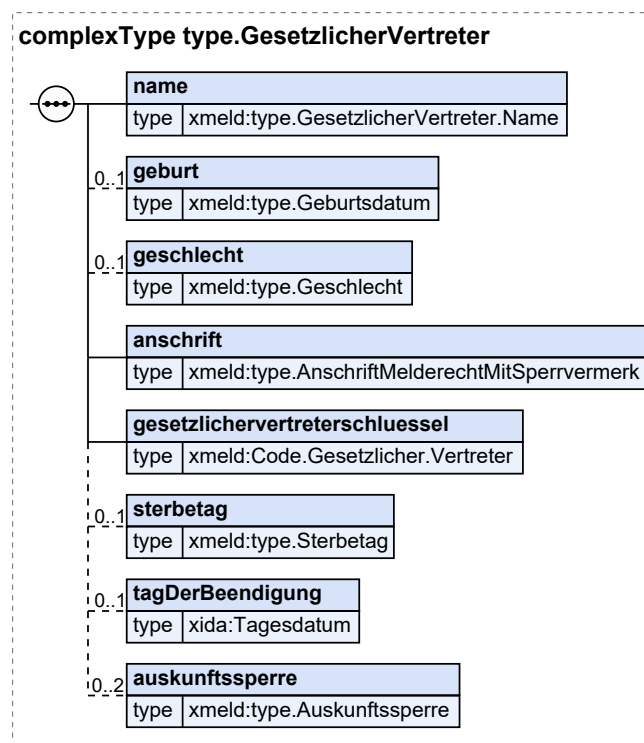 complexType type.GesetzlicherVertreter
name
type xmeld:type.GesetzlicherVertreter.Name
0..1 geburt
type xmeld:type.Geburtsdatum
0..1 geschlecht
type xmeld:type.Geschlecht
anschrift
type xmeld:type.AnschriftMelderechtMitSperrvermerk
gesetzlichervertreterschluessel
type xmeld:Code.Gesetzlicher.Vertreter
0..1 sterbetag
type xmeld:type.Sterbetag
0..1 tagDerBeendigung
type xida:Tagesdatum
0..2 auskunftssperre
type xmeld:type.Auskunftssperre